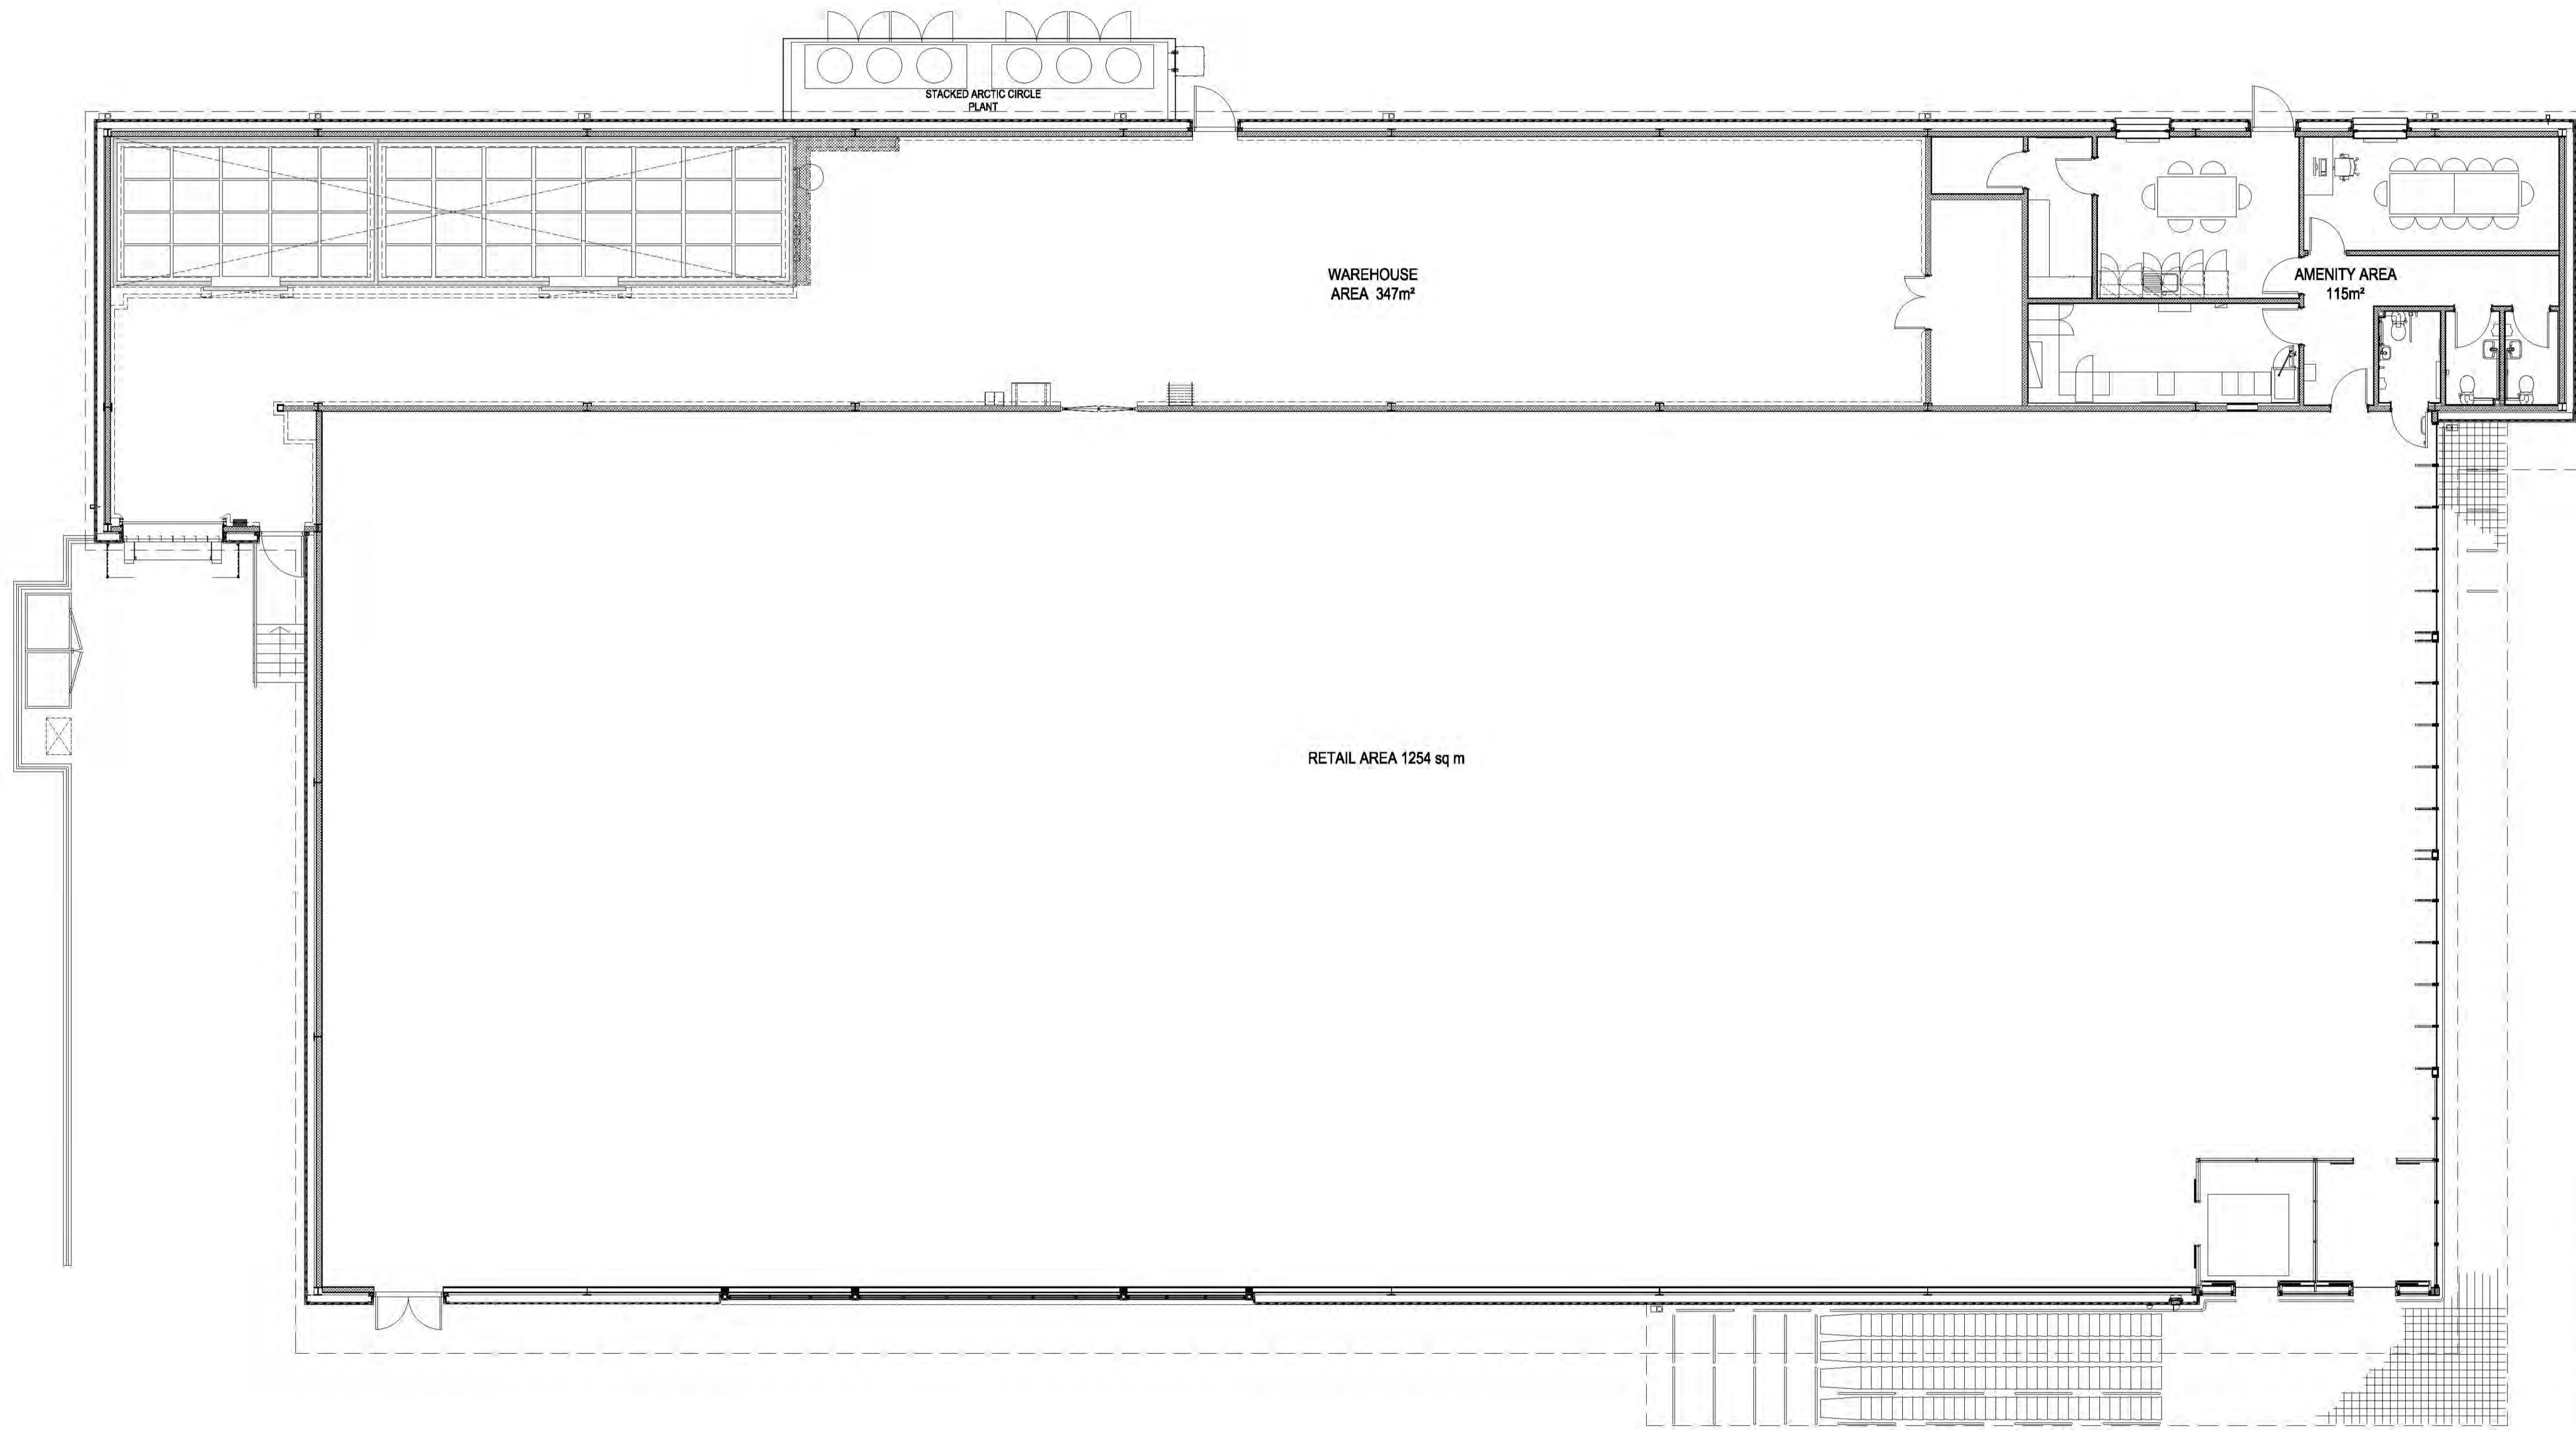 STACKED ARCTIC CIRCLE
PLANT
WAREHOUSE
AREA 347m²
AMENITY AREA
115m²
RETAIL AREA 1254 sq m